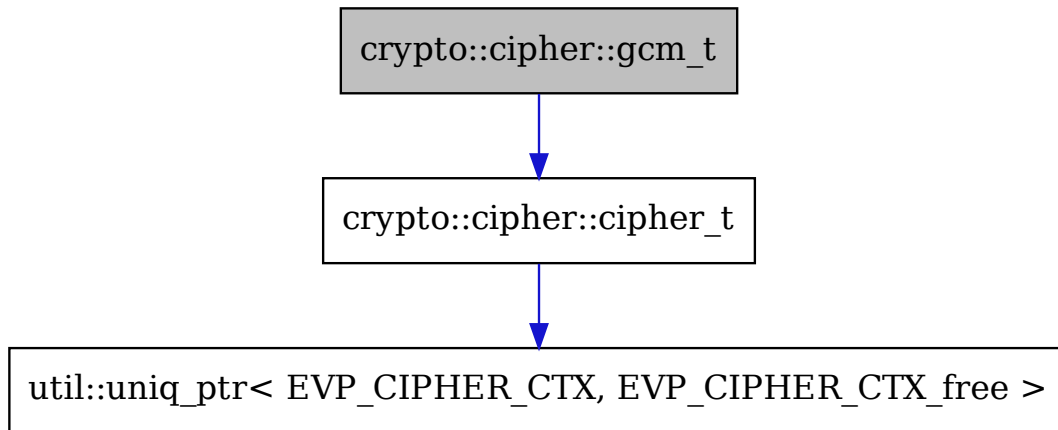 crypto::cipher::gcm_t
crypto::cipher::cipher_t
util::uniq_ptr< EVP_CIPHER_CTX, EVP_CIPHER_CTX_free >